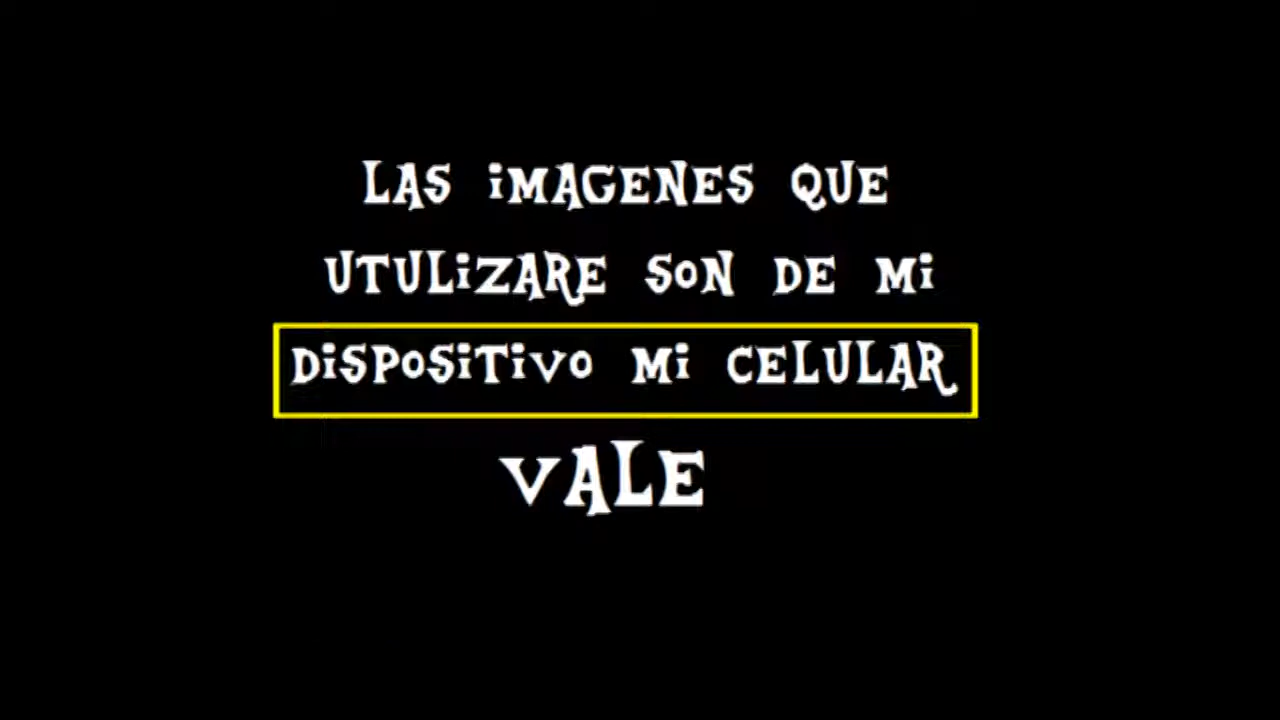 LAS iMAGENES QUE
UTULiZARE SON DE Mi
DiSPOSiTiVO Mi CELULAR
VALE